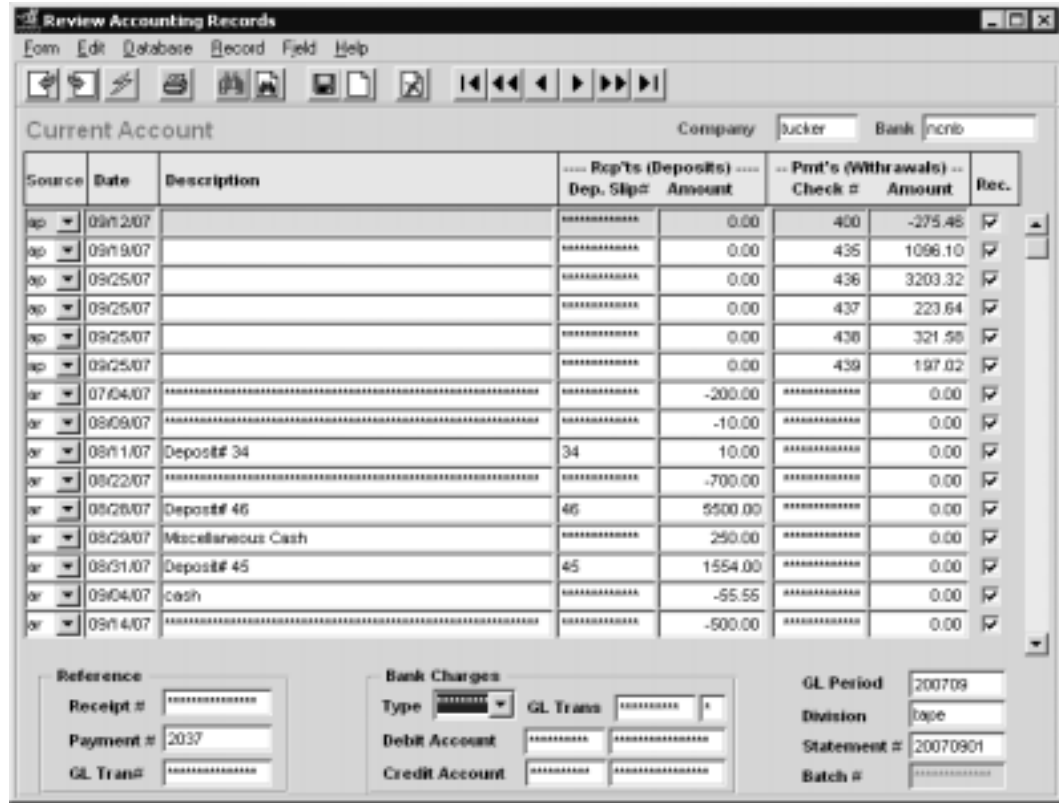 Review Accounting Records
Form Edit Database Record Field Help
Current Account Company tucker Bank ncnb
Source Date Description ---- Rcp'ts (Deposits) ---- -- Pmt's (Withrawals) -- Rec.
Dep. Slip# Amount Check # Amount
ap 09/12/07 ************* 0.00 400 -275.46
ap 09/19/07 ************* 0.00 435 1096.10
ap 09/25/07 ************* 0.00 436 3203.32
ap 09/25/07 ************* 0.00 437 223.64
ap 09/25/07 ************* 0.00 438 321.58
ap 09/25/07 ************* 0.00 439 197.02
ar 07/04/07 ************* -200.00 ************* 0.00
ar 08/09/07 ************* -10.00 ************* 0.00
ar 08/11/07 Deposit# 34 34 10.00 ************* 0.00
ar 08/22/07 ************* -700.00 ************* 0.00
ar 08/28/07 Deposit# 46 46 5500.00 ************* 0.00
ar 08/29/07 Miscellaneous Cash ************* 250.00 ************* 0.00
ar 08/31/07 Deposit# 45 45 1554.00 ************* 0.00
ar 09/04/07 cash ************* -55.55 ************* 0.00
ar 09/14/07 ************* -500.00 ************* 0.00
Reference
Receipt # ***************
Payment # 2037
GL Tran# ***************
Bank Charges
Type ******** GL Trans ********** *
Debit Account ********** ***************
Credit Account ********** ***************
GL Period 200709
Division tape
Statement # 20070901
Batch # ************